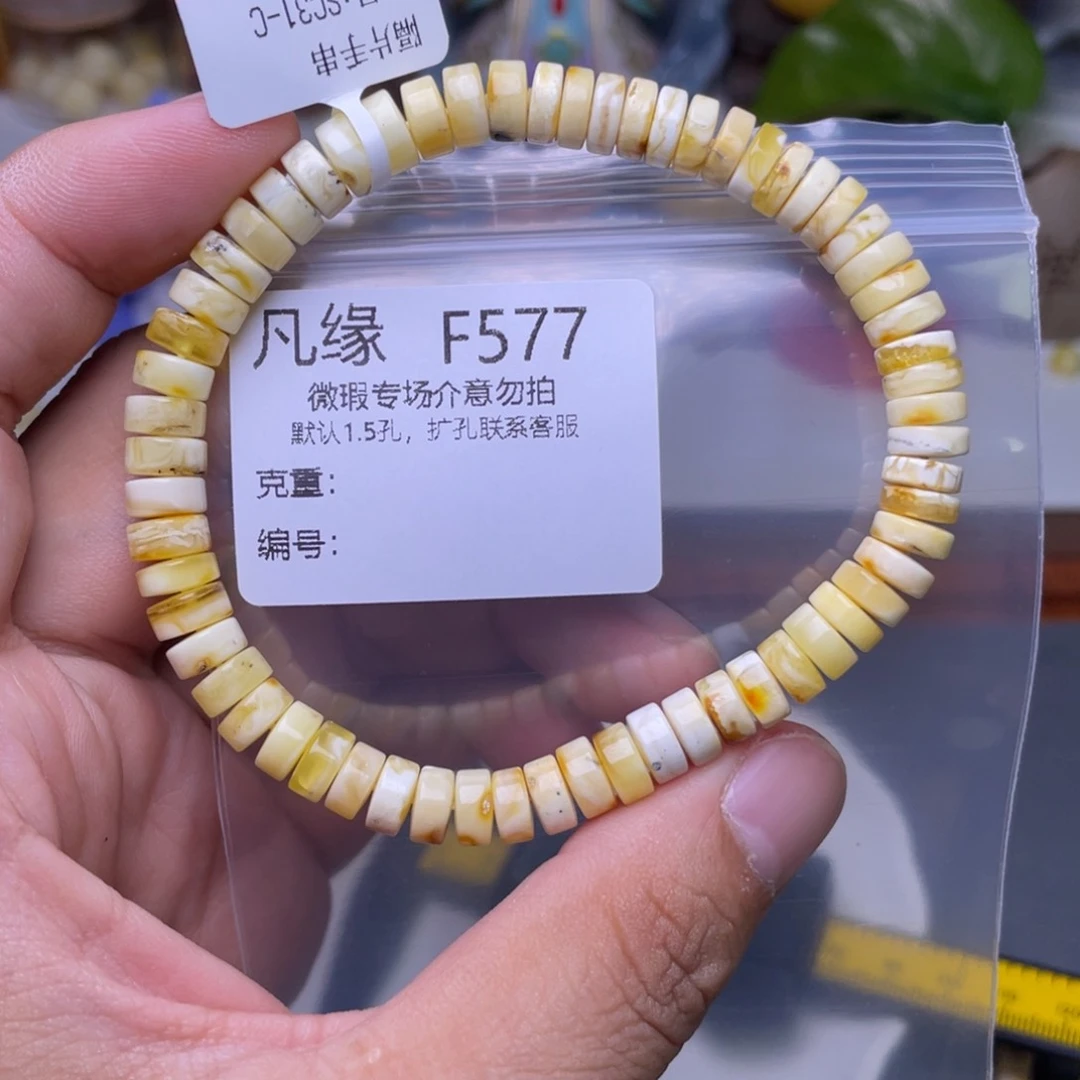 隔片手串
SC31-C
凡缘 F577
微瑕专场介意勿拍
默认1.5孔，扩孔联系客服
克重：
编号：